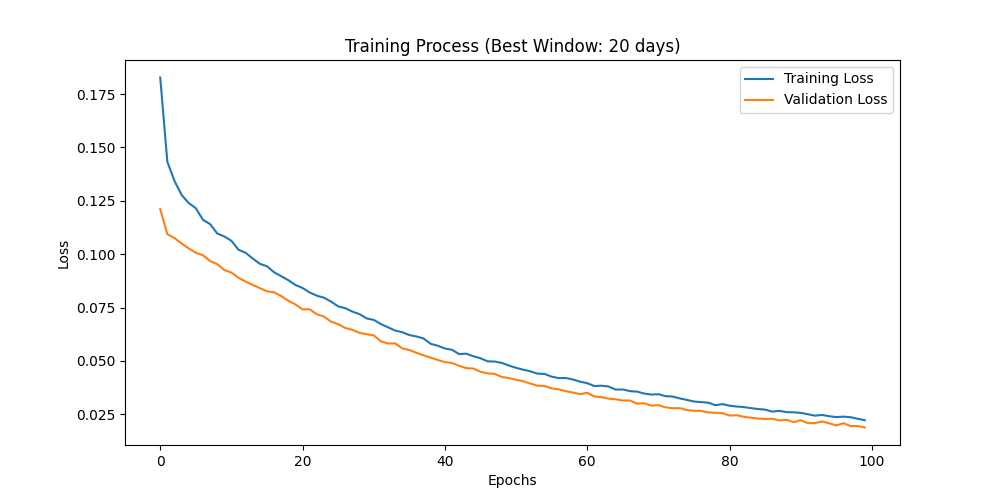 Training Process (Best Window: 20 days)
Training Loss
Validation Loss
0.175
0.150
0.125
0.100
0.075
0.050
0.025
Loss
0 20 40 60 80 100
Epochs